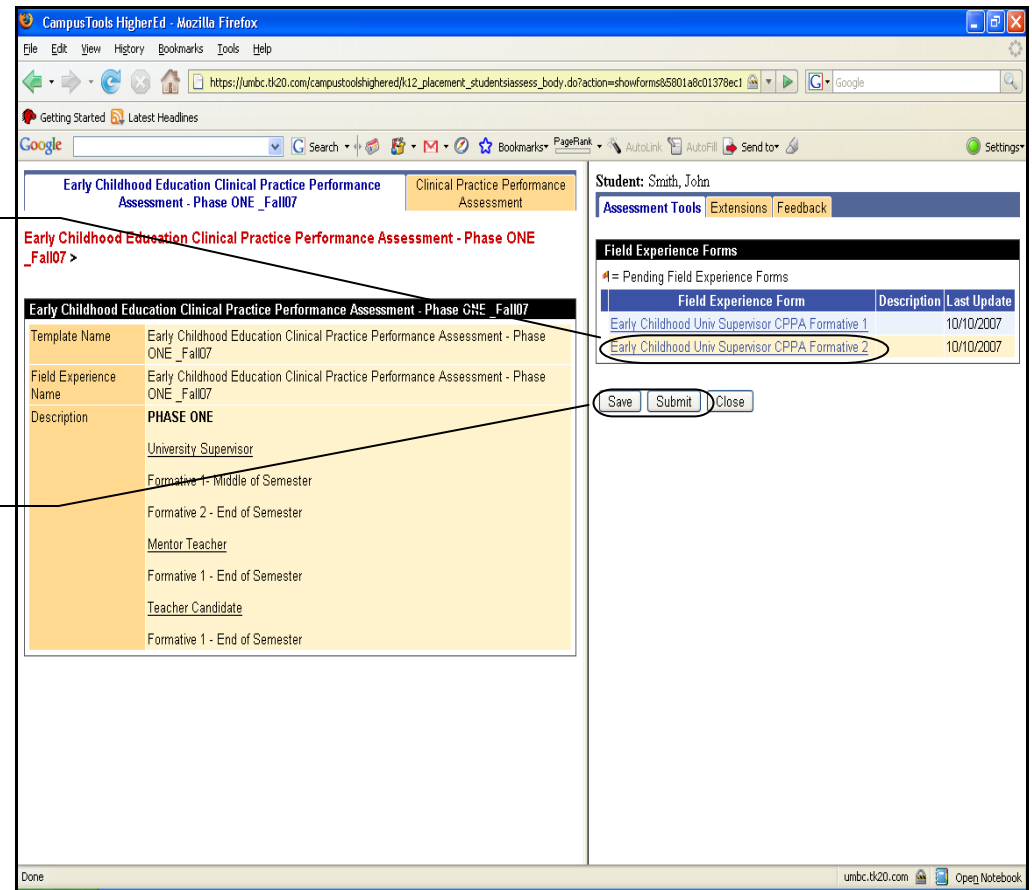 CampusTools HigherEd - Mozilla Firefox
File Edit View History Bookmarks Tools Help
https://umbc.tk20.com/campustoolshighered/k12_placement_studentsiassess_body.do?action=showforms&5801a8c01378ec1
G Google
Getting Started Latest Headlines
Google G Search Bookmarks PageRank AutoLink AutoFill Send to Settings
Early Childhood Education Clinical Practice Performance
Assessment - Phase ONE _Fall07
Clinical Practice Performance
Assessment
Early Childhood Education Clinical Practice Performance Assessment - Phase ONE
_Fall07 >
Early Childhood Education Clinical Practice Performance Assessment - Phase ONE _Fall07
Template Name Early Childhood Education Clinical Practice Performance Assessment - Phase
ONE _Fall07
Field Experience Early Childhood Education Clinical Practice Performance Assessment - Phase
Name ONE _Fall07
Description PHASE ONE
University Supervisor
Formative 1- Middle of Semester
Formative 2 - End of Semester
Mentor Teacher
Formative 1 - End of Semester
Teacher Candidate
Formative 1 - End of Semester
Student: Smith, John
Assessment Tools Extensions Feedback
Field Experience Forms
= Pending Field Experience Forms
Field Experience Form Description Last Update
Early Childhood Univ Supervisor CPPA Formative 1 10/10/2007
Early Childhood Univ Supervisor CPPA Formative 2 10/10/2007
Save Submit Close
Done umbc.tk20.com Open Notebook